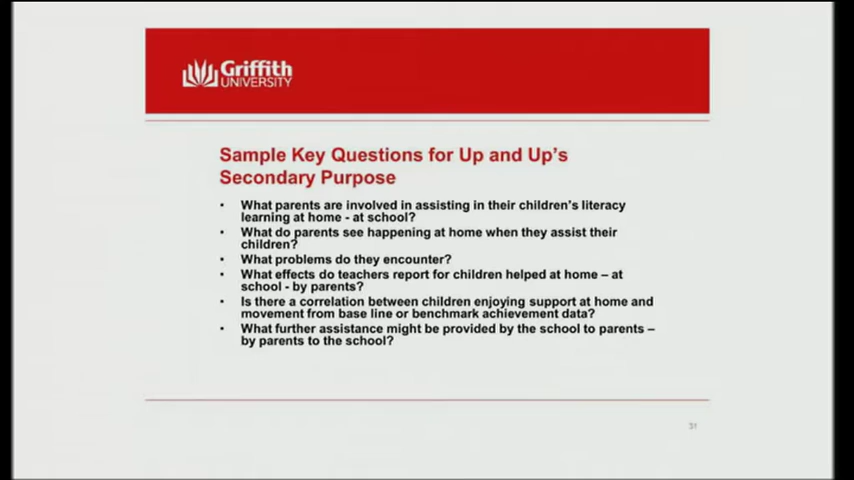 Griffith
UNIVERSITY
Sample Key Questions for Up and Up's
Secondary Purpose
• What parents are involved in assisting in their children's literacy
learning at home - at school?
• What do parents see happening at home when they assist their
children?
• What problems do they encounter?
• What effects do teachers report for children helped at home – at
school - by parents?
• Is there a correlation between children enjoying support at home and
movement from base line or benchmark achievement data?
• What further assistance might be provided by the school to parents –
by parents to the school?
31